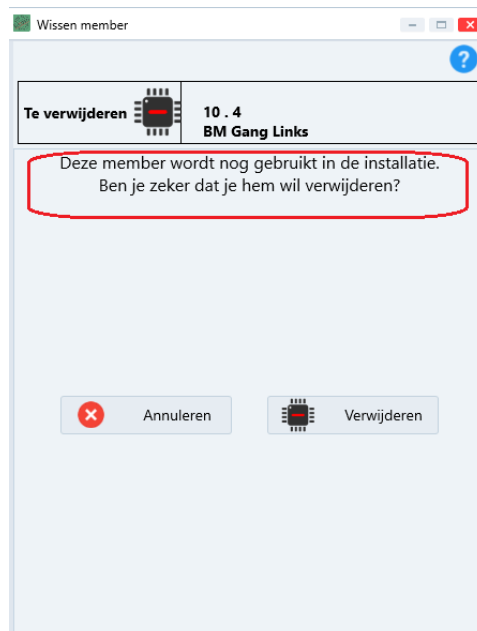 Wissen member
?
Te verwijderen
10 . 4
BM Gang Links
Deze member wordt nog gebruikt in de installatie.
Ben je zeker dat je hem wil verwijderen?
Annuleren
Verwijderen